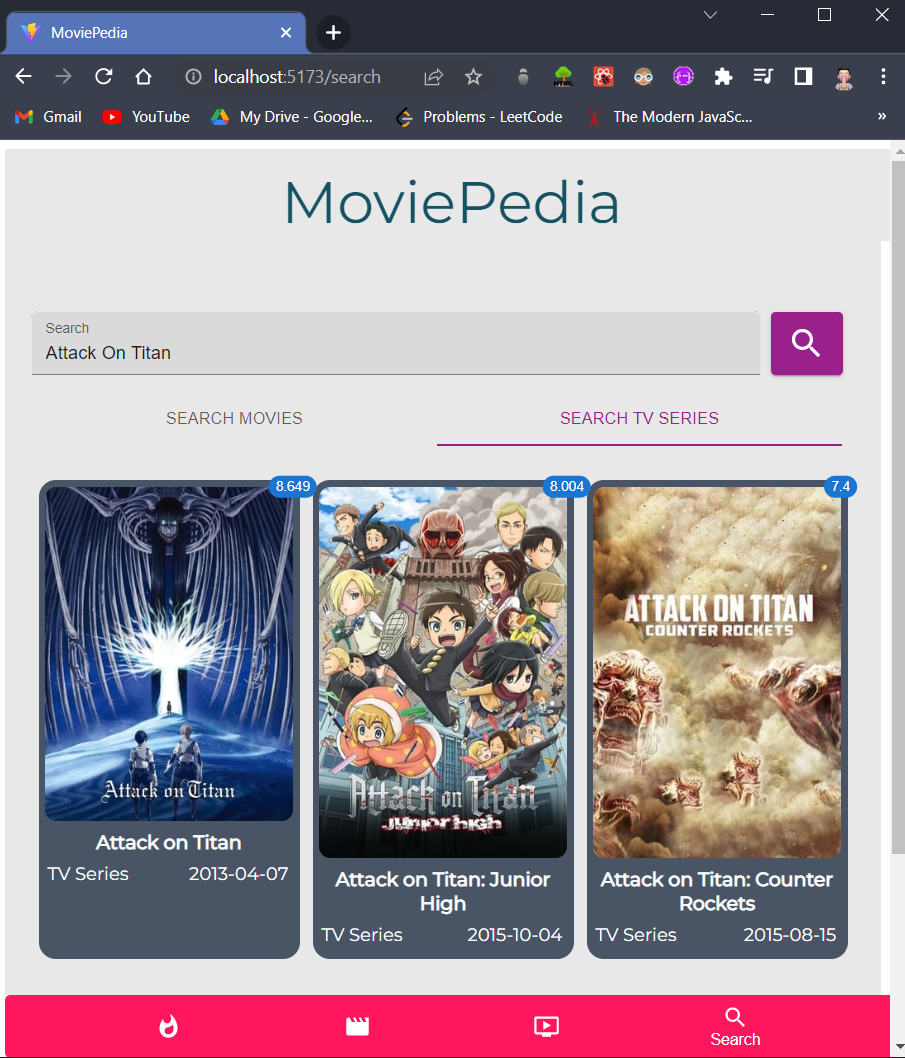 MoviePedia
localhost:5173/search
Gmail
YouTube
My Drive - Google...
Problems - LeetCode
The Modern JavaSc...
»
MoviePedia
Search
Attack On Titan
SEARCH MOVIES
SEARCH TV SERIES
8.649
8.004
7.4
Attack on Titan
Attack on Titan
Junior high
ATTACK ON TITAN
COUNTER ROCKETS
Attack on Titan
TV Series
2013-04-07
Attack on Titan: Junior
High
TV Series
2015-10-04
Attack on Titan: Counter
Rockets
TV Series
2015-08-15
Search